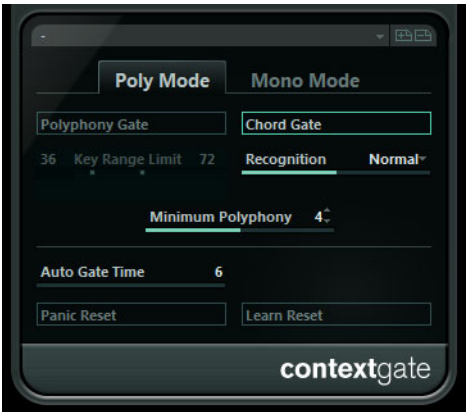 -
Poly Mode Mono Mode
Polyphony Gate Chord Gate
36 Key Range Limit 72 Recognition Normal
Minimum Polyphony 4
Auto Gate Time 6
Panic Reset Learn Reset
contextgate